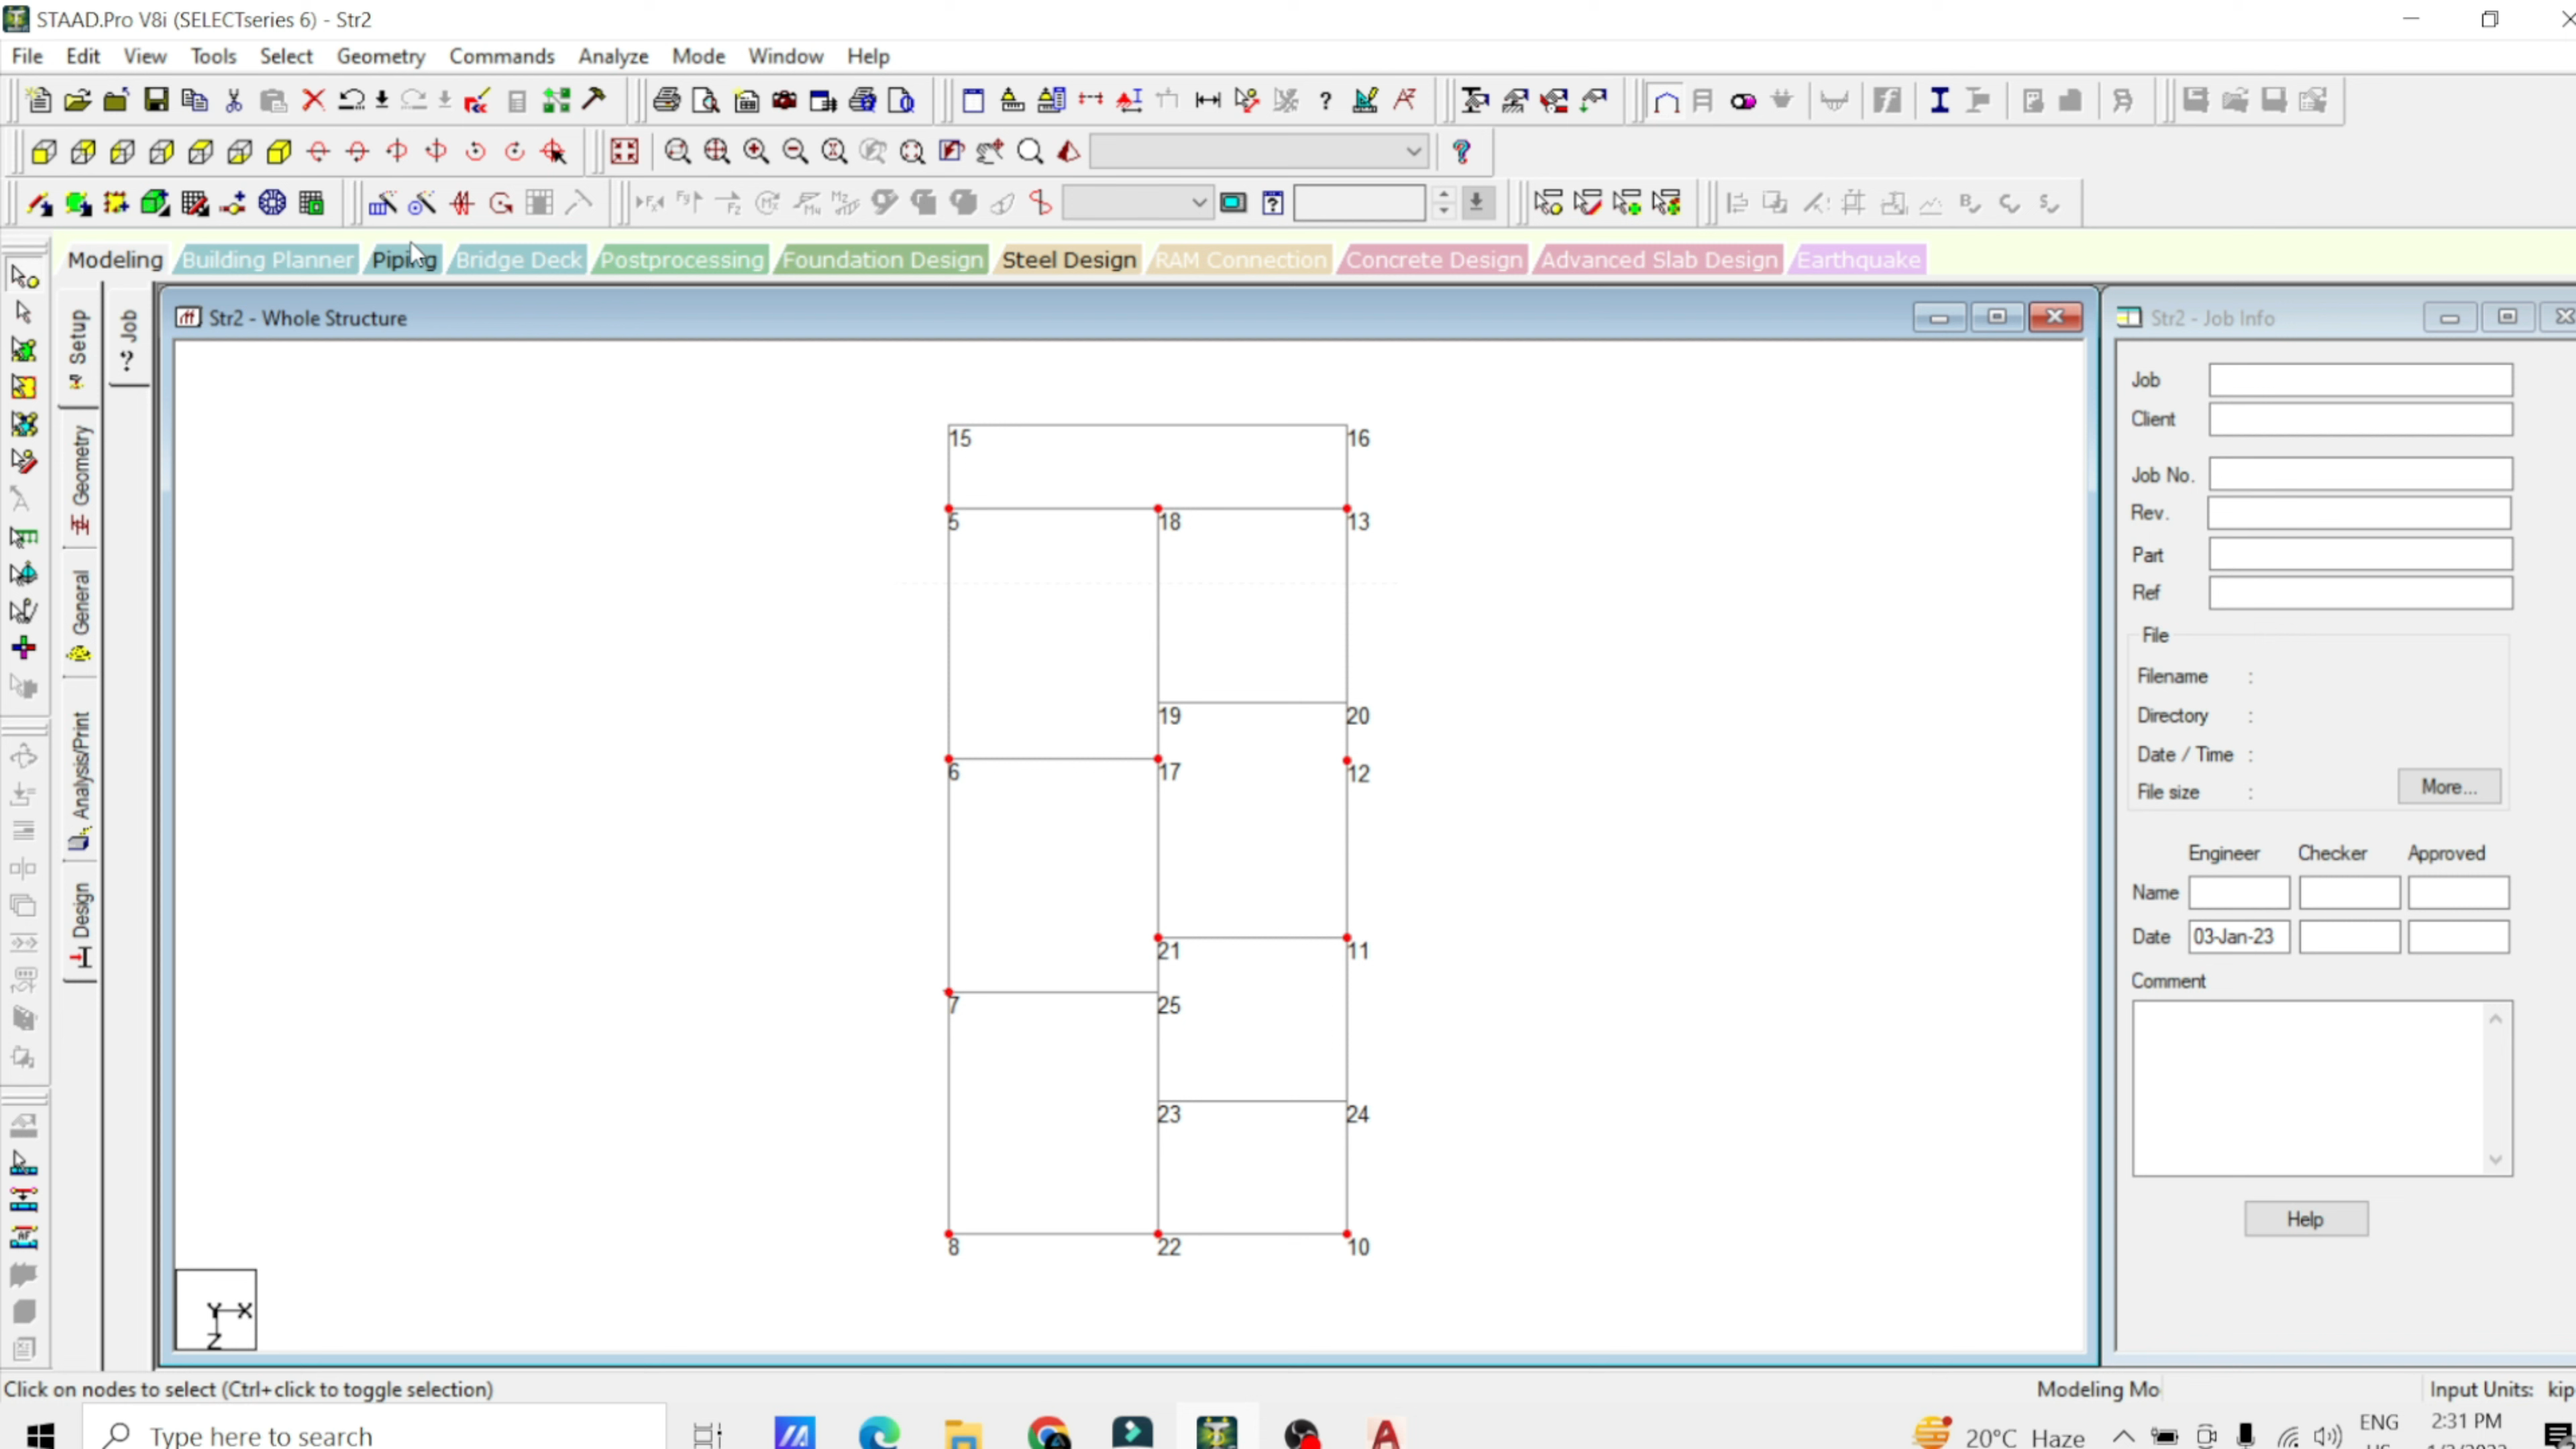 STAAD.Pro V8i (SELECTseries 6) - Str2
File Edit View Tools Select Geometry Commands Analyze Mode Window Help
Modeling Building Planner Piping Bridge Deck Postprocessing Foundation Design Steel Design RAM Connection Concrete Design Advanced Slab Design Earthquake
Setup
Geometry
General
Analysis/Print
Design
Job
Str2 - Whole Structure
15 16
5 18 13
19 20
6 17 12
21 11
7 25
23 24
8 22 10
Y X
Z
Str2 - Job Info
Job
Client
Job No.
Rev.
Part
Ref
File
Filename :
Directory :
Date / Time :
File size : More...
Engineer Checker Approved
Name
Date 03-Jan-23
Comment
Help
Click on nodes to select (Ctrl+click to toggle selection)
Modeling Mo
Input Units: kip
Type here to search
20°C Haze
ENG
2:31 PM